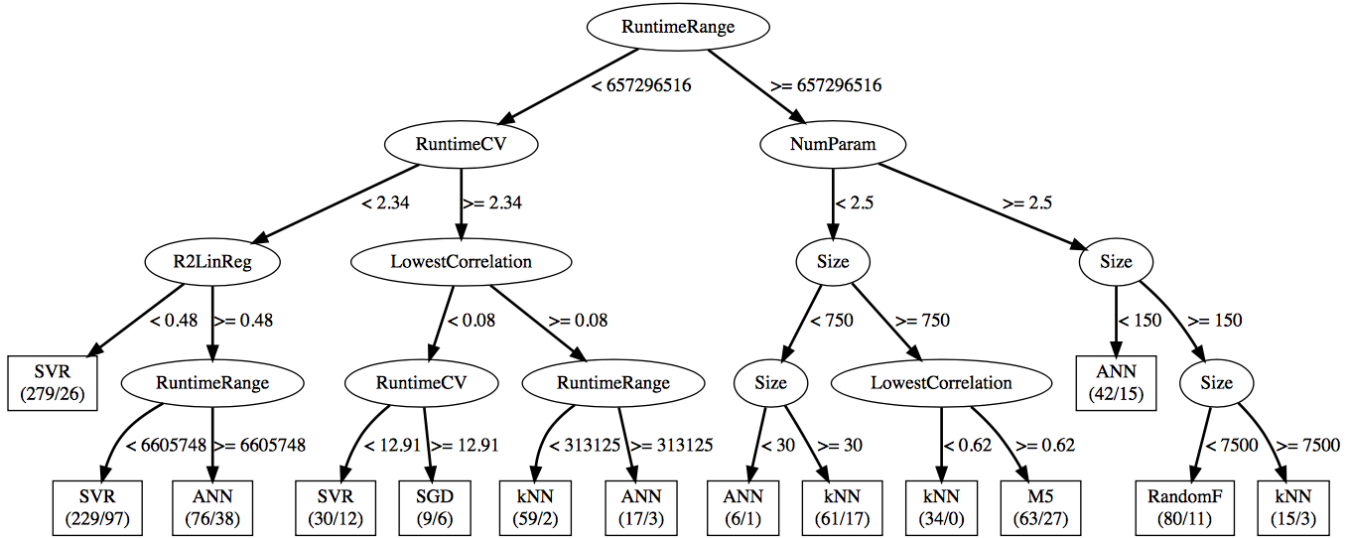 RuntimeRange
< 657296516
>= 657296516
RuntimeCV
NumParam
< 2.34
>= 2.34
< 2.5
>= 2.5
R2LinReg
LowestCorrelation
Size
Size
< 0.48
>= 0.48
< 0.08
>= 0.08
< 750
>= 750
< 150
>= 150
SVR
(279/26)
RuntimeRange
RuntimeCV
RuntimeRange
Size
LowestCorrelation
ANN
(42/15)
Size
< 6605748
>= 6605748
< 12.91
>= 12.91
< 313125
>= 313125
< 30
>= 30
< 0.62
>= 0.62
< 7500
>= 7500
SVR
(229/97)
ANN
(76/38)
SVR
(30/12)
SGD
(9/6)
kNN
(59/2)
ANN
(17/3)
ANN
(6/1)
kNN
(61/17)
kNN
(34/0)
M5
(63/27)
RandomF
(80/11)
kNN
(15/3)